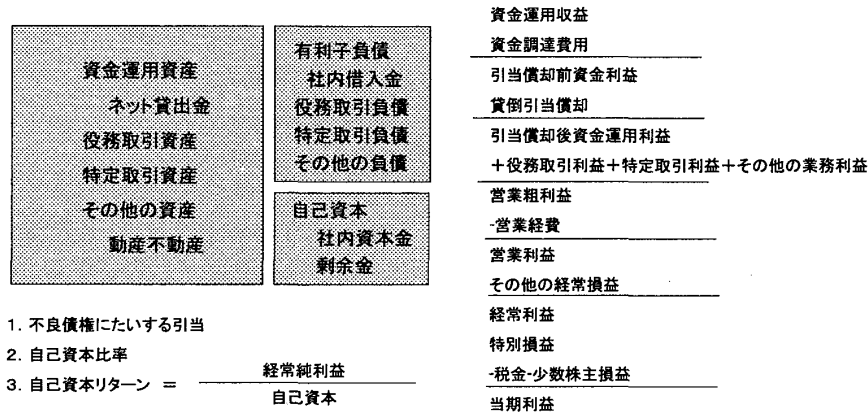 資金運用資産
ネット貸出金
役務取引資産
特定取引資産
その他の資産
動産不動産
有利子負債
社内借入金
役務取引負債
特定取引負債
その他の負債
自己資本
社内資本金
剰余金
1. 不良債権にたいする引当
2. 自己資本比率
3. 自己資本リターン =
経常純利益
自己資本
資金運用収益
資金調達費用
引当償却前資金利益
貸倒引当償却
引当償却後資金運用利益
+役務取引利益+特定取引利益+その他の業務利益
営業粗利益
-営業経費
営業利益
その他の経常損益
経常利益
特別損益
-税金-少数株主損益
当期利益